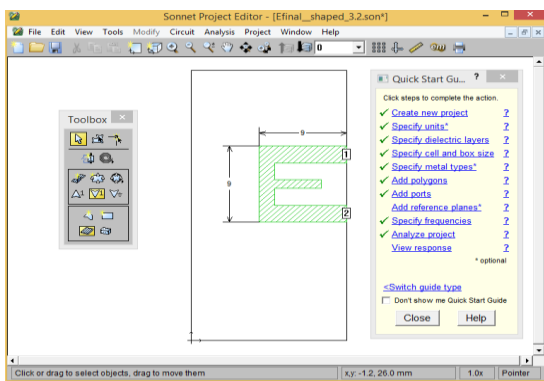 Sonnet Project Editor - [Efinal__shaped_3.2.son*]
File Edit View Tools Modify Circuit Analysis Project Window Help
0
Toolbox
9
9
1
2
Quick Start Gu... ?
Click steps to complete the action.
Create new project ?
Specify units* ?
Specify dielectric layers ?
Specify cell and box size ?
Specify metal types* ?
Add polygons ?
Add ports ?
Add reference planes* ?
Specify frequencies ?
Analyze project ?
View response ?
* optional
<Switch guide type
Don't show me Quick Start Guide
Close Help
Click or drag to select objects, drag to move them x,y: -1.2, 26.0 mm 1.0x Pointer